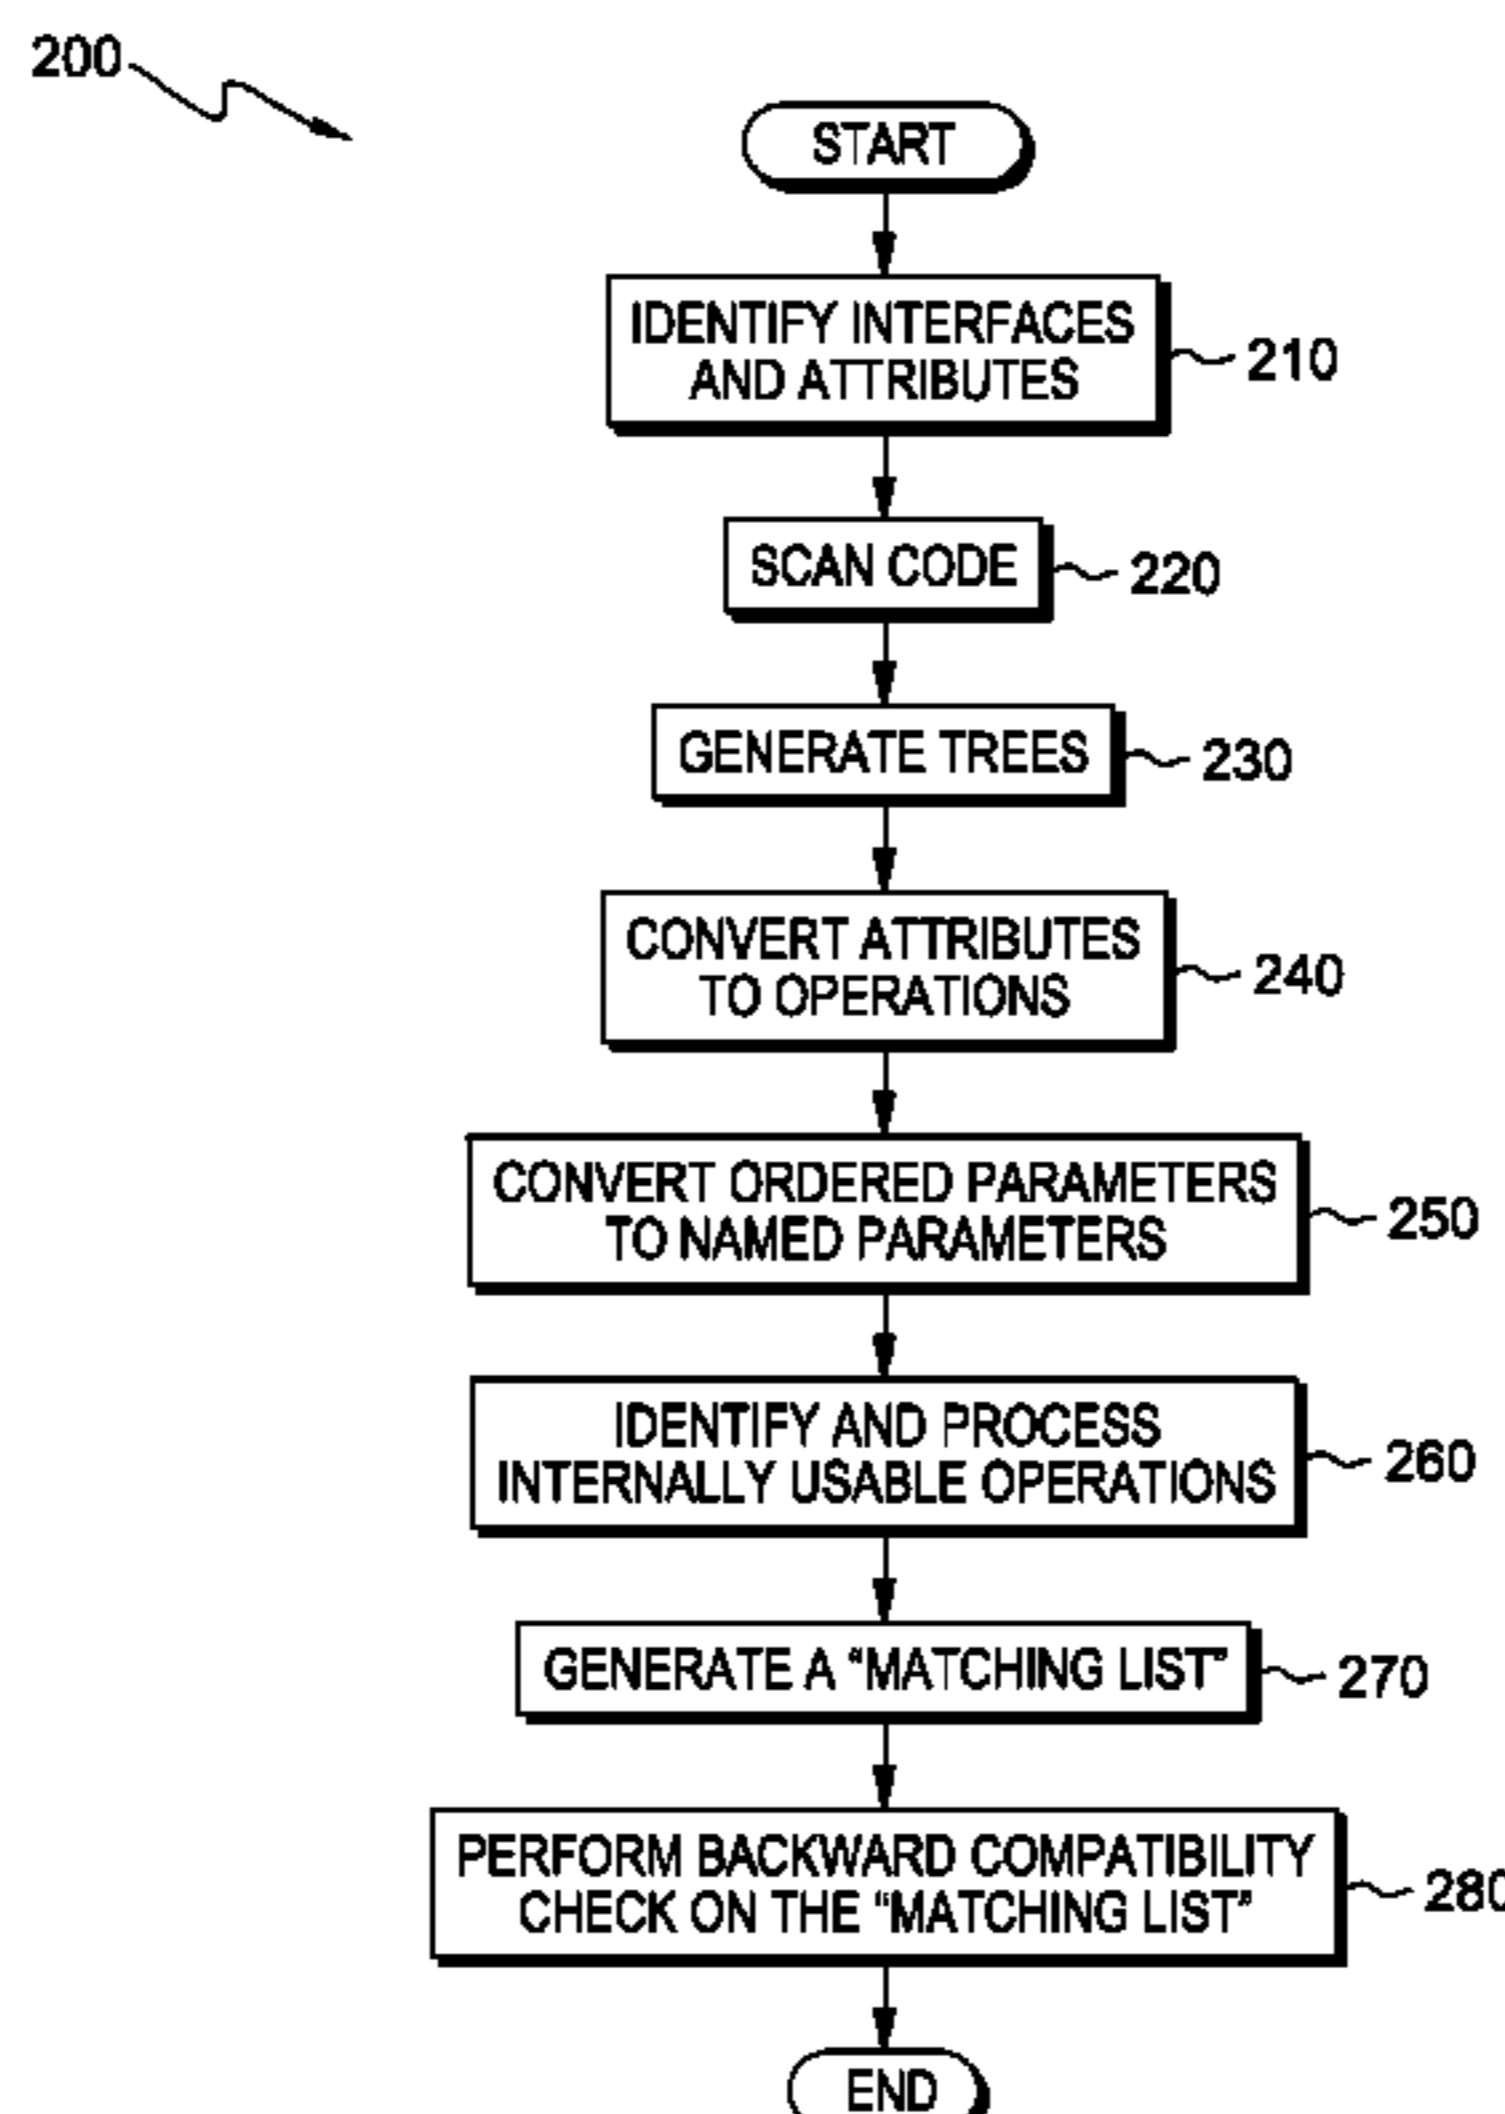 200
START
IDENTIFY INTERFACES
AND ATTRIBUTES
210
SCAN CODE
220
GENERATE TREES
230
CONVERT ATTRIBUTES
TO OPERATIONS
240
CONVERT ORDERED PARAMETERS
TO NAMED PARAMETERS
250
IDENTIFY AND PROCESS
INTERNALLY USABLE OPERATIONS
260
GENERATE A “MATCHING LIST”
270
PERFORM BACKWARD COMPATIBILITY
CHECK ON THE “MATCHING LIST”
280
END